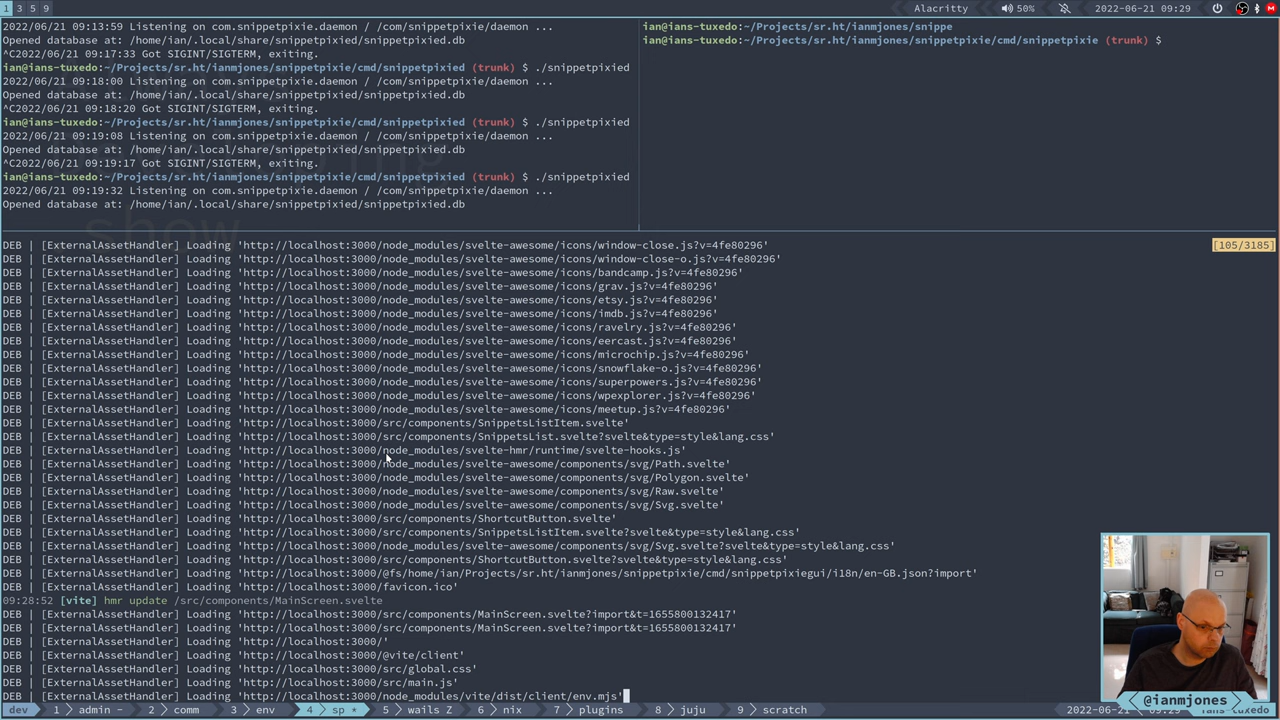 1 3 5 9
Alacritty
50%
2022-06-21 09:29
2022/06/21 09:13:59 Listening on com.snippetpixie.daemon / /com/snippetpixie/daemon ...
Opened database at: /home/ian/.local/share/snippetpixied/snippetpixied.db
^C2022/06/21 09:17:33 Got SIGINT/SIGTERM, exiting.
ian@ians-tuxedo:~/Projects/sr.ht/ianmjones/snippetpixie/cmd/snippetpixied (trunk) $ ./snippetpixied
2022/06/21 09:18:00 Listening on com.snippetpixie.daemon / /com/snippetpixie/daemon ...
Opened database at: /home/ian/.local/share/snippetpixied/snippetpixied.db
^C2022/06/21 09:18:20 Got SIGINT/SIGTERM, exiting.
ian@ians-tuxedo:~/Projects/sr.ht/ianmjones/snippetpixie/cmd/snippetpixied (trunk) $ ./snippetpixied
2022/06/21 09:19:08 Listening on com.snippetpixie.daemon / /com/snippetpixie/daemon ...
Opened database at: /home/ian/.local/share/snippetpixied/snippetpixied.db
^C2022/06/21 09:19:17 Got SIGINT/SIGTERM, exiting.
ian@ians-tuxedo:~/Projects/sr.ht/ianmjones/snippetpixie/cmd/snippetpixied (trunk) $ ./snippetpixied
2022/06/21 09:19:32 Listening on com.snippetpixie.daemon / /com/snippetpixie/daemon ...
Opened database at: /home/ian/.local/share/snippetpixied/snippetpixied.db
ian@ians-tuxedo:~/Projects/sr.ht/ianmjones/snippe
ian@ians-tuxedo:~/Projects/sr.ht/ianmjones/snippetpixie/cmd/snippetpixie (trunk) $
show
[105/3185]
DEB | [ExternalAssetHandler] Loading 'http://localhost:3000/node_modules/svelte-awesome/icons/window-close.js?v=4fe80296'
DEB | [ExternalAssetHandler] Loading 'http://localhost:3000/node_modules/svelte-awesome/icons/window-close-o.js?v=4fe80296'
DEB | [ExternalAssetHandler] Loading 'http://localhost:3000/node_modules/svelte-awesome/icons/bandcamp.js?v=4fe80296'
DEB | [ExternalAssetHandler] Loading 'http://localhost:3000/node_modules/svelte-awesome/icons/grav.js?v=4fe80296'
DEB | [ExternalAssetHandler] Loading 'http://localhost:3000/node_modules/svelte-awesome/icons/etsy.js?v=4fe80296'
DEB | [ExternalAssetHandler] Loading 'http://localhost:3000/node_modules/svelte-awesome/icons/imdb.js?v=4fe80296'
DEB | [ExternalAssetHandler] Loading 'http://localhost:3000/node_modules/svelte-awesome/icons/ravelry.js?v=4fe80296'
DEB | [ExternalAssetHandler] Loading 'http://localhost:3000/node_modules/svelte-awesome/icons/eercast.js?v=4fe80296'
DEB | [ExternalAssetHandler] Loading 'http://localhost:3000/node_modules/svelte-awesome/icons/microchip.js?v=4fe80296'
DEB | [ExternalAssetHandler] Loading 'http://localhost:3000/node_modules/svelte-awesome/icons/snowflake-o.js?v=4fe80296'
DEB | [ExternalAssetHandler] Loading 'http://localhost:3000/node_modules/svelte-awesome/icons/superpowers.js?v=4fe80296'
DEB | [ExternalAssetHandler] Loading 'http://localhost:3000/node_modules/svelte-awesome/icons/wpexplorer.js?v=4fe80296'
DEB | [ExternalAssetHandler] Loading 'http://localhost:3000/node_modules/svelte-awesome/icons/meetup.js?v=4fe80296'
DEB | [ExternalAssetHandler] Loading 'http://localhost:3000/src/components/SnippetsListItem.svelte'
DEB | [ExternalAssetHandler] Loading 'http://localhost:3000/src/components/SnippetsList.svelte?svelte&type=style&lang.css'
DEB | [ExternalAssetHandler] Loading 'http://localhost:3000/node_modules/svelte-hmr/runtime/svelte-hooks.js'
DEB | [ExternalAssetHandler] Loading 'http://localhost:3000/node_modules/svelte-awesome/components/svg/Path.svelte'
DEB | [ExternalAssetHandler] Loading 'http://localhost:3000/node_modules/svelte-awesome/components/svg/Polygon.svelte'
DEB | [ExternalAssetHandler] Loading 'http://localhost:3000/node_modules/svelte-awesome/components/svg/Raw.svelte'
DEB | [ExternalAssetHandler] Loading 'http://localhost:3000/node_modules/svelte-awesome/components/svg/Svg.svelte'
DEB | [ExternalAssetHandler] Loading 'http://localhost:3000/src/components/ShortcutButton.svelte'
DEB | [ExternalAssetHandler] Loading 'http://localhost:3000/src/components/SnippetsListItem.svelte?svelte&type=style&lang.css'
DEB | [ExternalAssetHandler] Loading 'http://localhost:3000/node_modules/svelte-awesome/components/svg/Svg.svelte?svelte&type=style&lang.css'
DEB | [ExternalAssetHandler] Loading 'http://localhost:3000/src/components/ShortcutButton.svelte?svelte&type=style&lang.css'
DEB | [ExternalAssetHandler] Loading 'http://localhost:3000/@fs/home/ian/Projects/sr.ht/ianmjones/snippetpixie/cmd/snippetpixiegui/i18n/en-GB.json?import'
DEB | [ExternalAssetHandler] Loading 'http://localhost:3000/favicon.ico'
09:28:52 [vite] hmr update /src/components/MainScreen.svelte
DEB | [ExternalAssetHandler] Loading 'http://localhost:3000/src/components/MainScreen.svelte?import&t=1655800132417'
DEB | [ExternalAssetHandler] Loading 'http://localhost:3000/src/components/MainScreen.svelte?import&t=1655800132417'
DEB | [ExternalAssetHandler] Loading 'http://localhost:3000/'
DEB | [ExternalAssetHandler] Loading 'http://localhost:3000/@vite/client'
DEB | [ExternalAssetHandler] Loading 'http://localhost:3000/src/global.css'
DEB | [ExternalAssetHandler] Loading 'http://localhost:3000/src/main.js'
DEB | [ExternalAssetHandler] Loading 'http://localhost:3000/node_modules/vite/dist/client/env.mjs'
@ianmjones
dev 1 admin - 2 comm 3 env 4 sp * 5 wails Z 6 nix 7 plugins 8 juju 9 scratch 2022-06-21